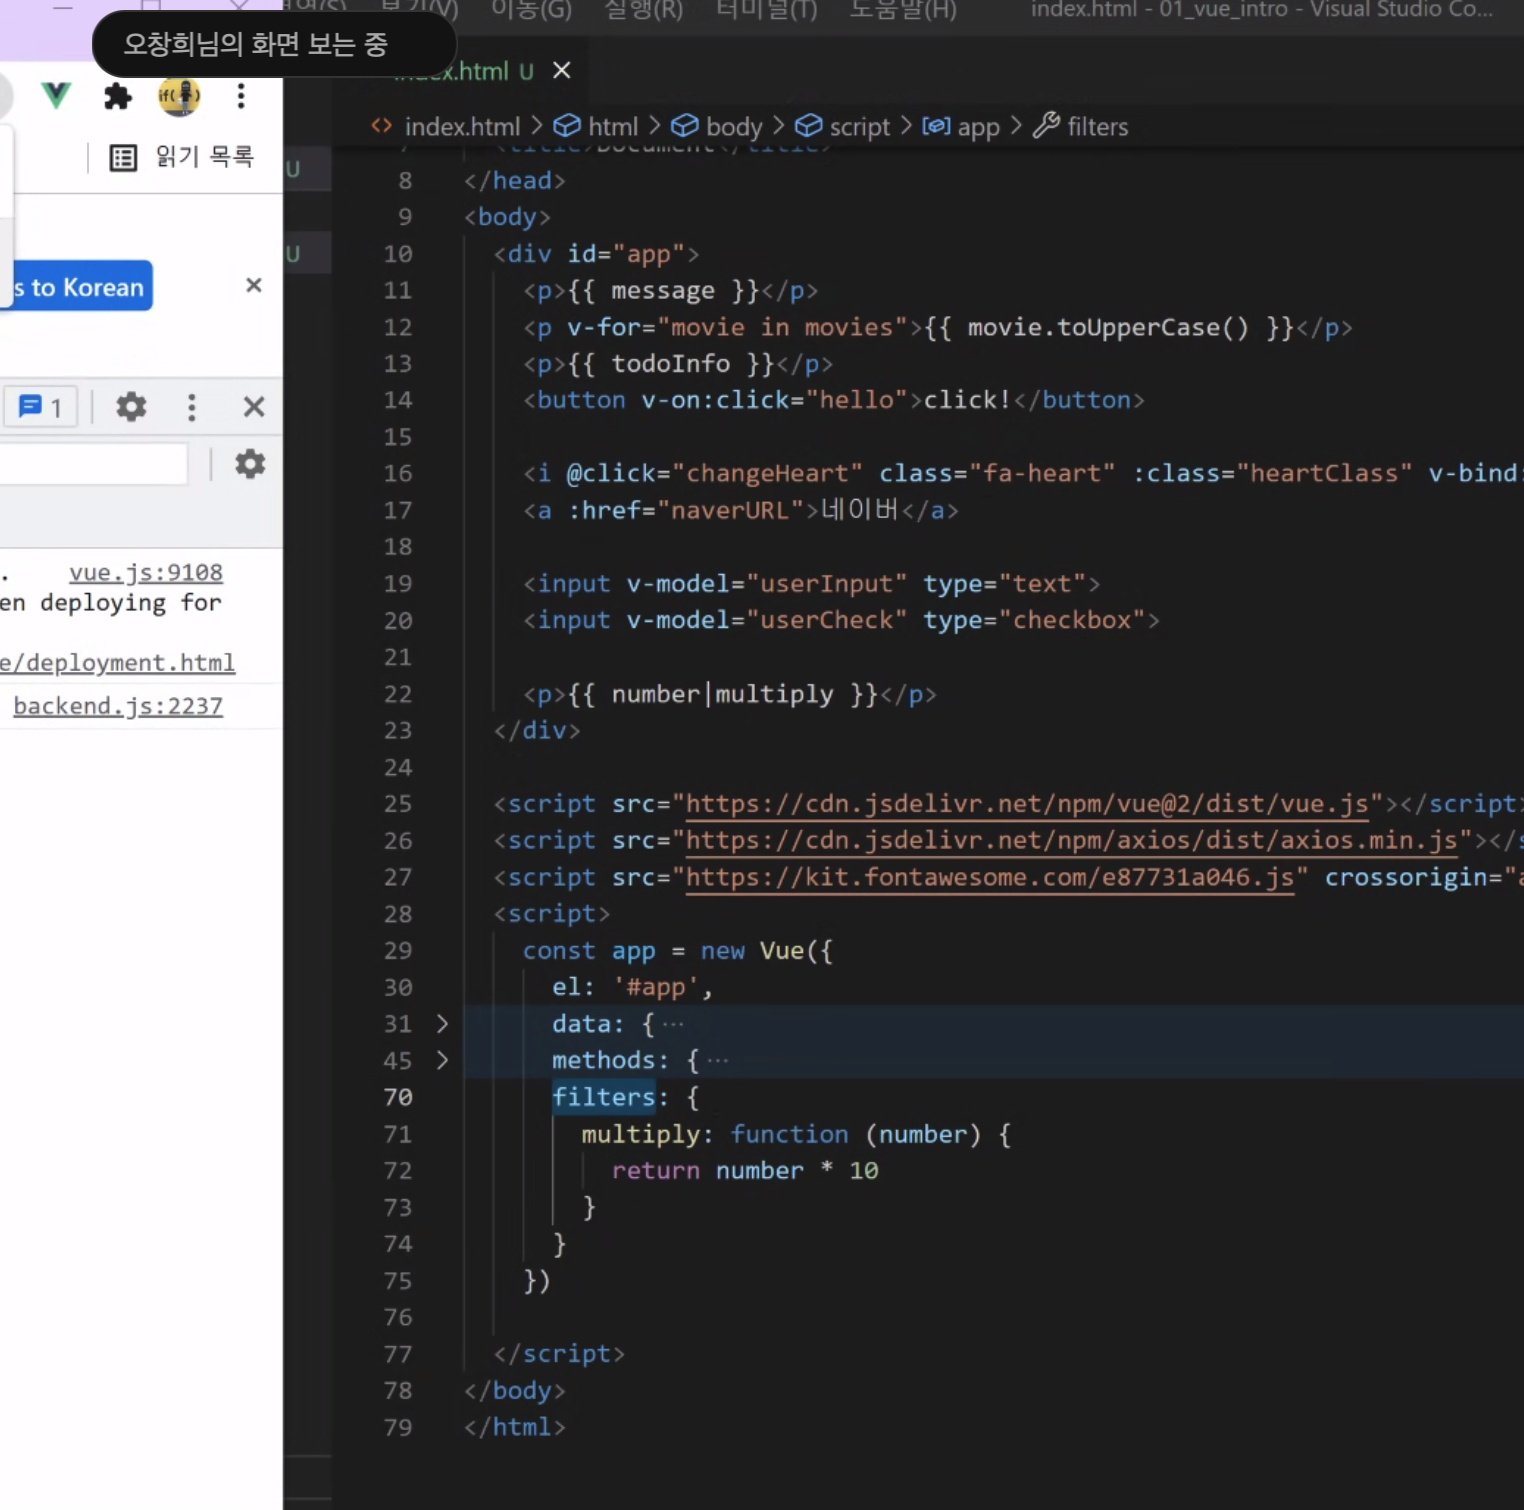 보기(V) 이동(G) 실행(R) 터미널(T) 도움말(H) index.html - 01_vue_intro - Visual Studio Co...
오창희님의 화면 보는 중
index.html U
index.html > html > body > script > app > filters
읽기 목록
U
U
s to Korean
1
. vue.js:9108
en deploying for
e/deployment.html
backend.js:2237
7 <title>Document</title>
8 </head>
9 <body>
10 <div id="app">
11 <p>{{ message }}</p>
12 <p v-for="movie in movies">{{ movie.toUpperCase() }}</p>
13 <p>{{ todoInfo }}</p>
14 <button v-on:click="hello">click!</button>
15
16 <i @click="changeHeart" class="fa-heart" :class="heartClass" v-bind:
17 <a :href="naverURL">네이버</a>
18
19 <input v-model="userInput" type="text">
20 <input v-model="userCheck" type="checkbox">
21
22 <p>{{ number|multiply }}</p>
23 </div>
24
25 <script src="https://cdn.jsdelivr.net/npm/vue@2/dist/vue.js"></script>
26 <script src="https://cdn.jsdelivr.net/npm/axios/dist/axios.min.js"></s
27 <script src="https://kit.fontawesome.com/e87731a046.js" crossorigin="a
28 <script>
29 const app = new Vue({
30 el: '#app',
31 data: { ...
45 methods: { ...
70 filters: {
71 multiply: function (number) {
72 return number * 10
73 }
74 }
75 })
76
77 </script>
78 </body>
79 </html>